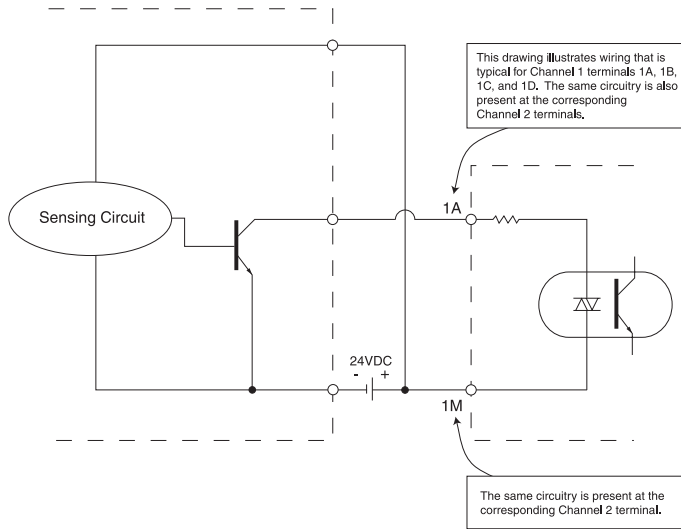 This drawing illustrates wiring that is
typical for Channel 1 terminals 1A, 1B,
1C, and 1D. The same circuitry is also
present at the corresponding
Channel 2 terminals.
Sensing Circuit
1A
24VDC
- +
1M
The same circuitry is present at the
corresponding Channel 2 terminal.